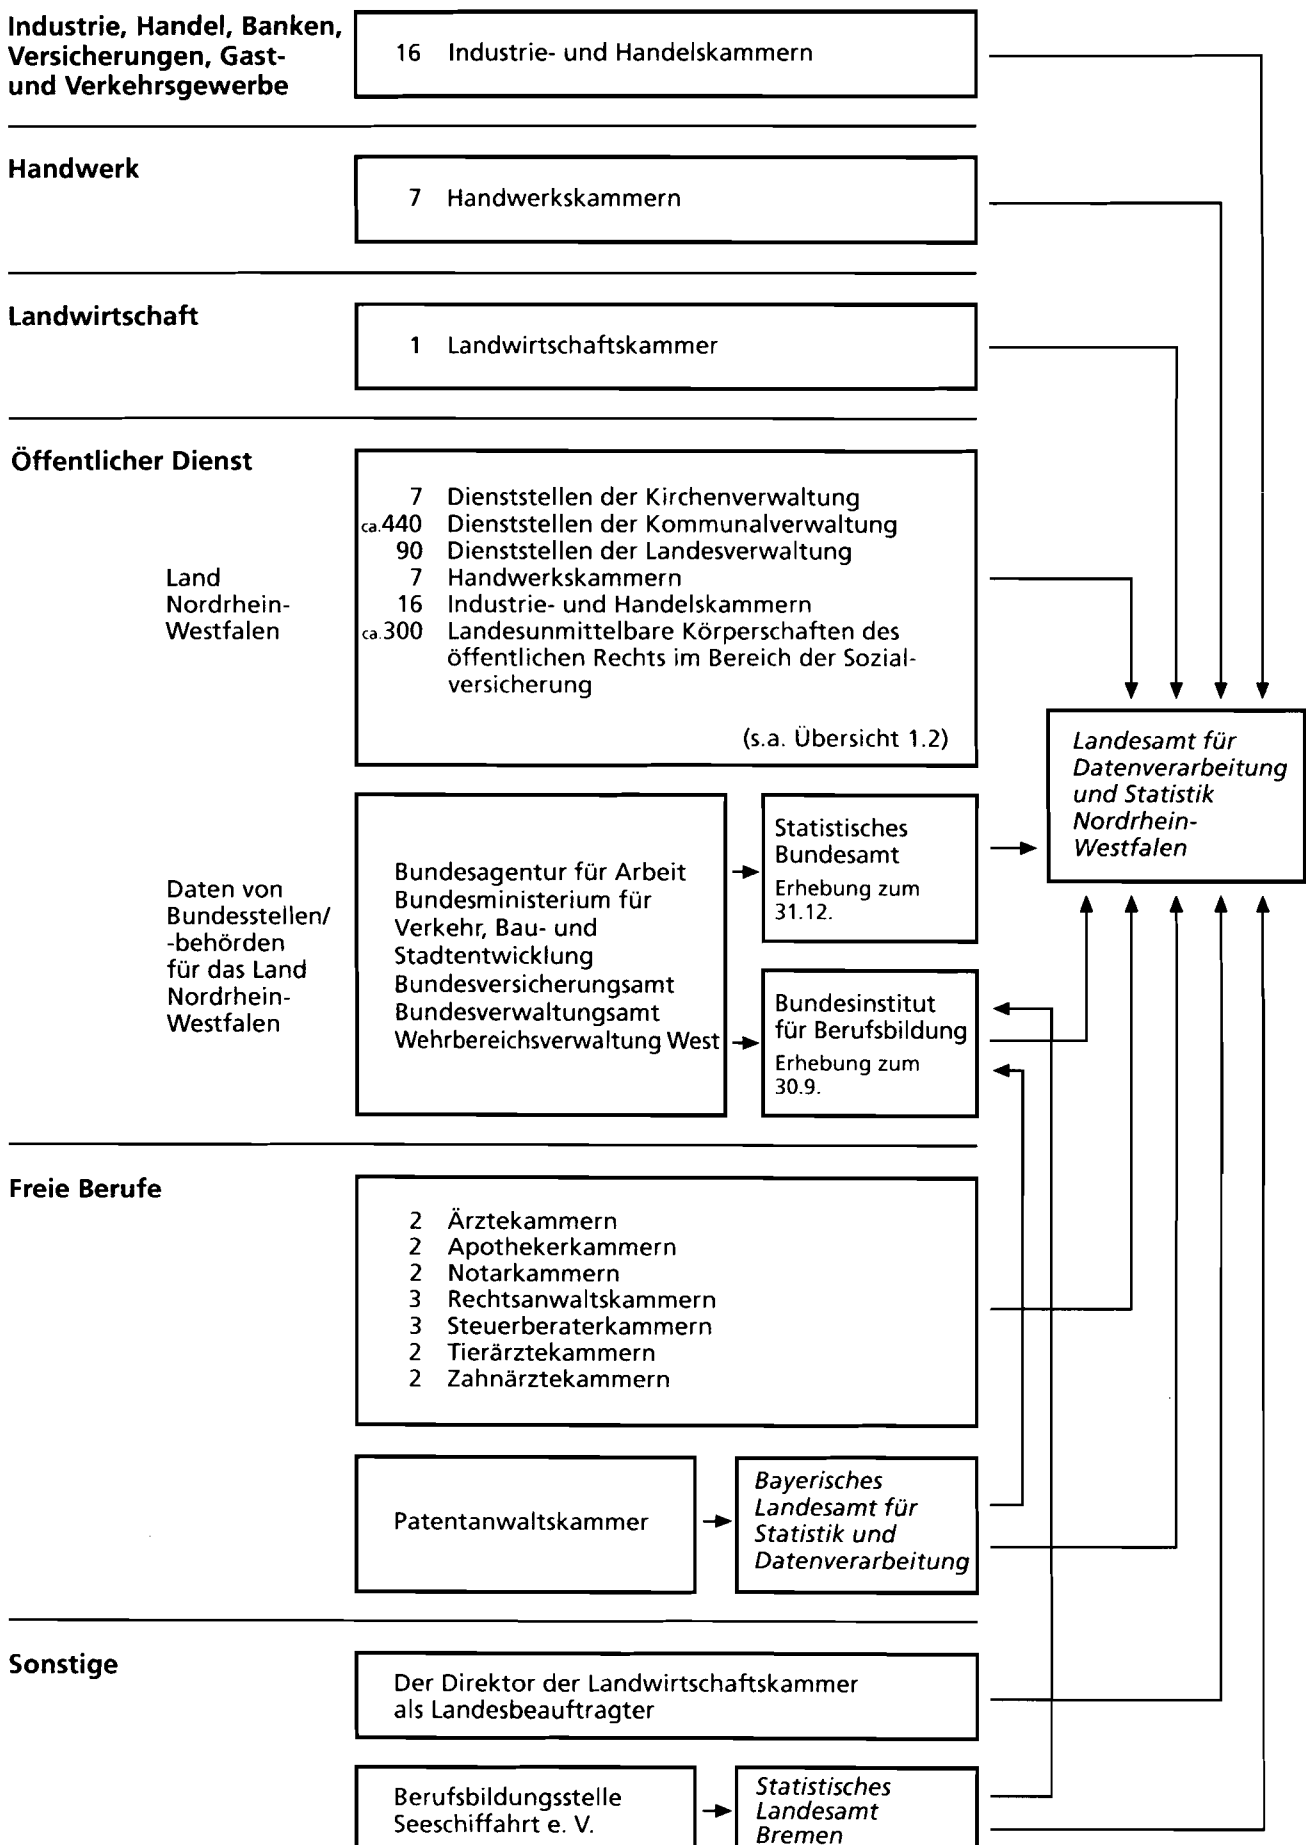 Industrie, Handel, Banken,
Versicherungen, Gast-
und Verkehrsgewerbe
16 Industrie- und Handelskammern
Handwerk
7 Handwerkskammern
Landwirtschaft
1 Landwirtschaftskammer
Öffentlicher Dienst
Land
Nordrhein-
Westfalen
7 Dienststellen der Kirchenverwaltung
ca.440 Dienststellen der Kommunalverwaltung
90 Dienststellen der Landesverwaltung
7 Handwerkskammern
16 Industrie- und Handelskammern
ca.300 Landesunmittelbare Körperschaften des
öffentlichen Rechts im Bereich der Sozial-
versicherung
(s.a. Übersicht 1.2)
Landesamt für
Datenverarbeitung
und Statistik
Nordrhein-
Westfalen
Daten von
Bundesstellen/
-behörden
für das Land
Nordrhein-
Westfalen
Bundesagentur für Arbeit
Bundesministerium für
Verkehr, Bau- und
Stadtentwicklung
Bundesversicherungsamt
Bundesverwaltungsamt
Wehrbereichsverwaltung West
Statistisches
Bundesamt
Erhebung zum
31.12.
Bundesinstitut
für Berufsbildung
Erhebung zum
30.9.
Freie Berufe
2 Ärztekammern
2 Apothekerkammern
2 Notarkammern
3 Rechtsanwaltskammern
3 Steuerberaterkammern
2 Tierärztekammern
2 Zahnärztekammern
Patentanwaltskammer
Bayerisches
Landesamt für
Statistik und
Datenverarbeitung
Sonstige
Der Direktor der Landwirtschaftskammer
als Landesbeauftragter
Berufsbildungsstelle
Seeschiffahrt e. V.
Statistisches
Landesamt
Bremen